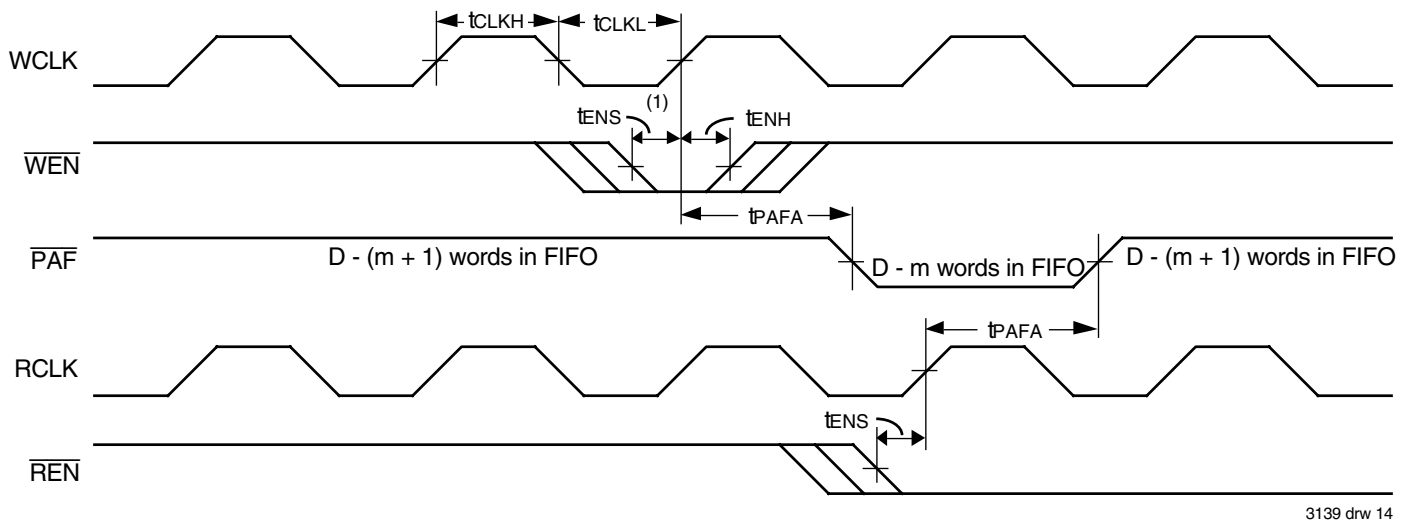 tCLKH tCLKL
WCLK
(1)
tENS tENH
WEN
tPAFA
PAF
D - (m + 1) words in FIFO
D - m words in FIFO
D - (m + 1) words in FIFO
tPAFA
RCLK
tENS
REN
3139 drw 14